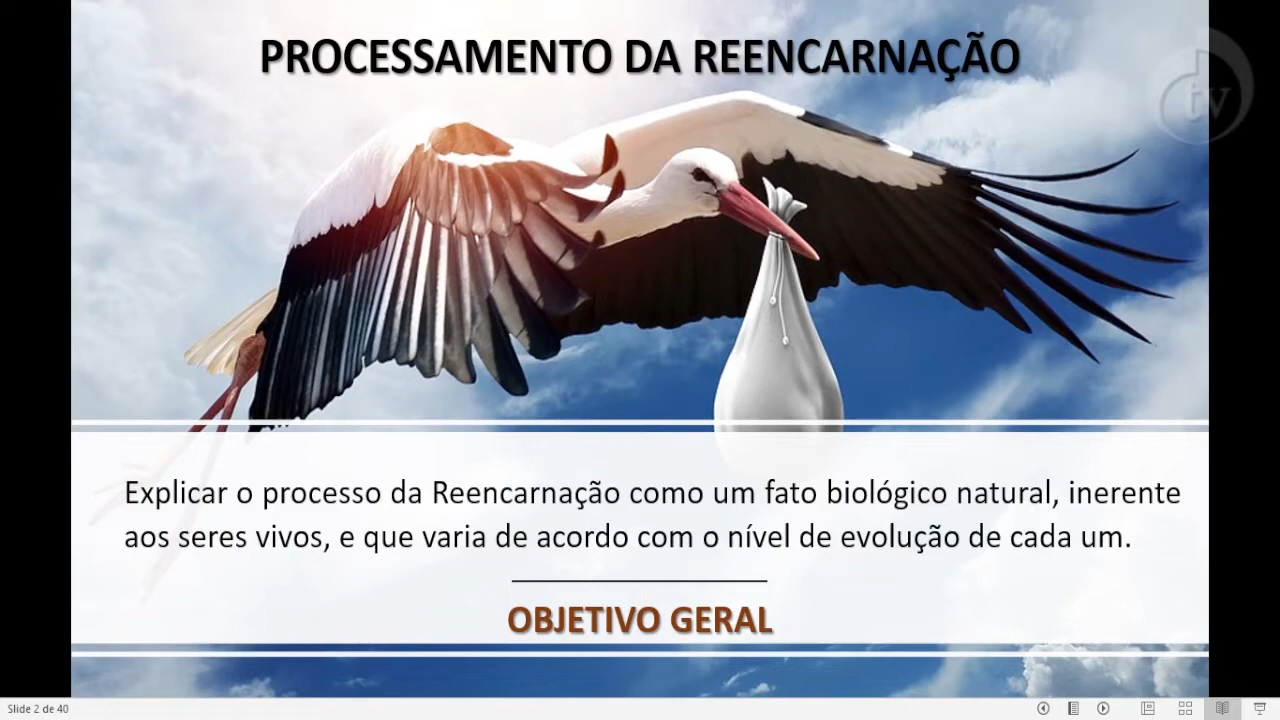 PROCESSAMENTO DA REENCARNAÇÃO
tv
Explicar o processo da Reencarnação como um fato biológico natural, inerente
aos seres vivos, e que varia de acordo com o nível de evolução de cada um.
OBJETIVO GERAL
Slide 2 de 40